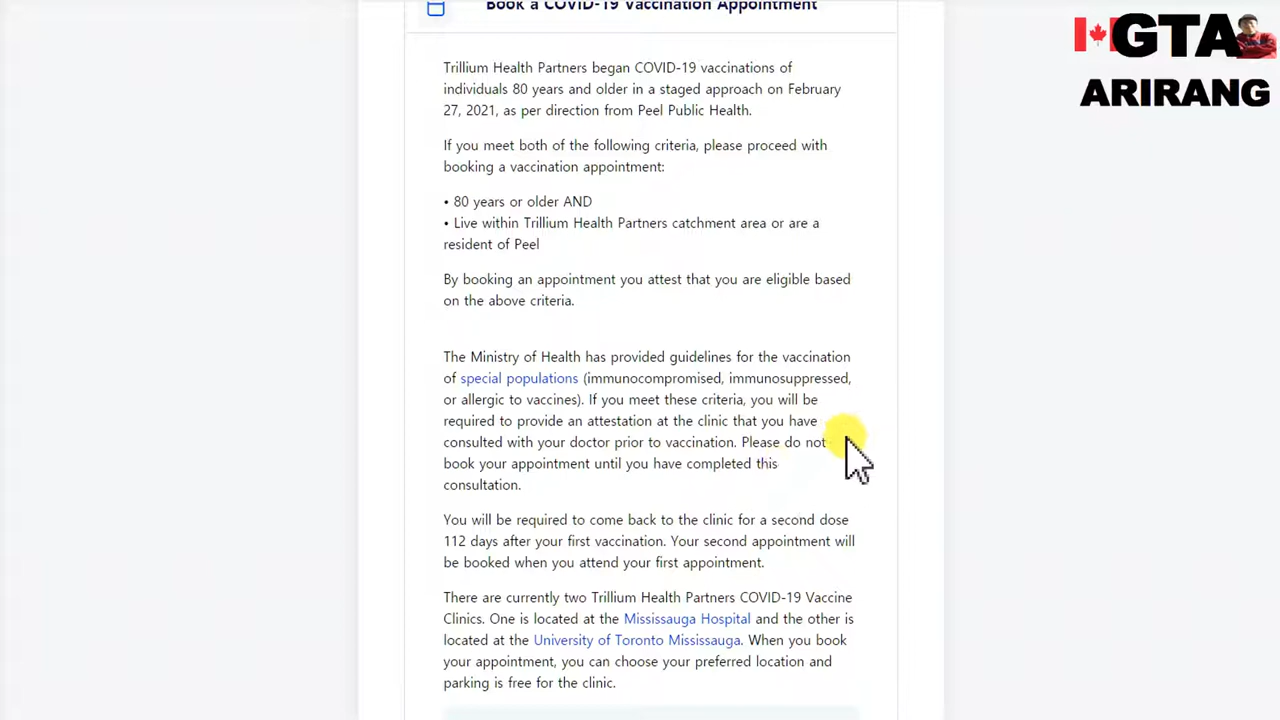 Book a COVID-19 Vaccination Appointment
GTA
ARIRANG
Trillium Health Partners began COVID-19 vaccinations of
individuals 80 years and older in a staged approach on February
27, 2021, as per direction from Peel Public Health.
If you meet both of the following criteria, please proceed with
booking a vaccination appointment:
• 80 years or older AND
• Live within Trillium Health Partners catchment area or are a
resident of Peel
By booking an appointment you attest that you are eligible based
on the above criteria.
The Ministry of Health has provided guidelines for the vaccination
of special populations (immunocompromised, immunosuppressed,
or allergic to vaccines). If you meet these criteria, you will be
required to provide an attestation at the clinic that you have
consulted with your doctor prior to vaccination. Please do not
book your appointment until you have completed this
consultation.
You will be required to come back to the clinic for a second dose
112 days after your first vaccination. Your second appointment will
be booked when you attend your first appointment.
There are currently two Trillium Health Partners COVID-19 Vaccine
Clinics. One is located at the Mississauga Hospital and the other is
located at the University of Toronto Mississauga. When you book
your appointment, you can choose your preferred location and
parking is free for the clinic.